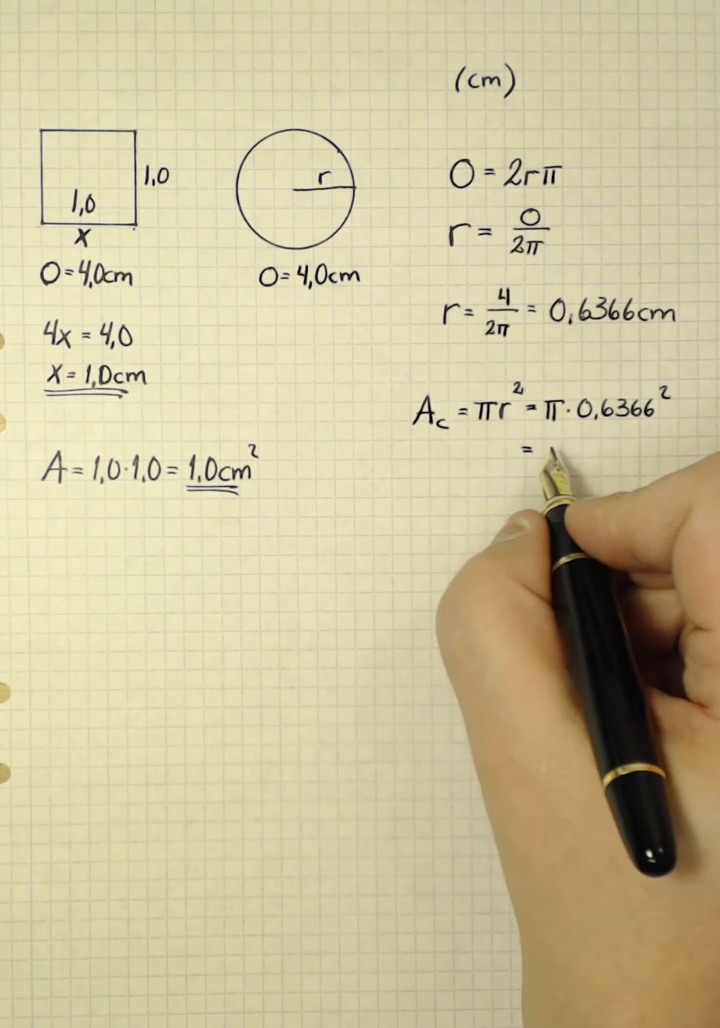 (cm)
1,0
1,0
x
O = 4,0cm
4x = 4,0
x = 1,0cm
A = 1,0·1,0 = 1,0cm²
r
O = 4,0cm
O = 2rπ
r = O/2π
r = 4/2π = 0,6366cm
A_c = πr² = π·0,6366²
=